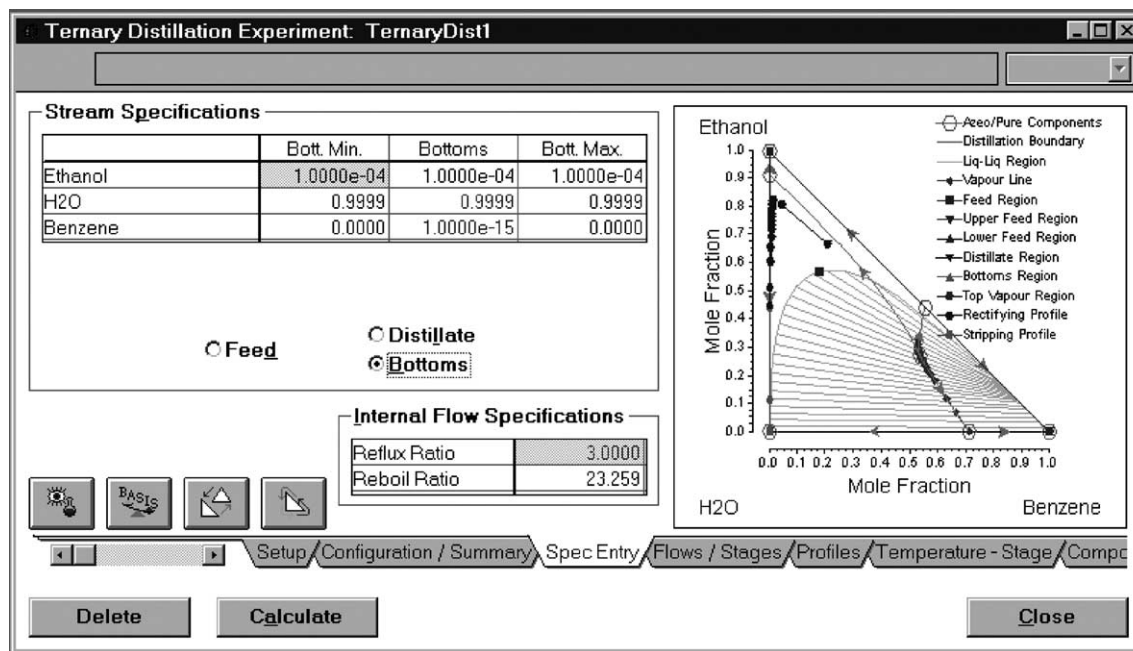 Ternary Distillation Experiment: TernaryDist1
Stream Specifications
Bott. Min. Bottoms Bott. Max.
Ethanol 1.0000e-04 1.0000e-04 1.0000e-04
H2O 0.9999 0.9999 0.9999
Benzene 0.0000 1.0000e-15 0.0000
Feed
Distillate
Bottoms
Internal Flow Specifications
Reflux Ratio 3.0000
Reboil Ratio 23.259
BASIS
Ethanol
Azeo/Pure Components
Distillation Boundary
Liq-Liq Region
Vapour Line
Feed Region
Upper Feed Region
Lower Feed Region
Distillate Region
Bottoms Region
Top Vapour Region
Rectifying Profile
Stripping Profile
1.0
0.9
0.8
0.7
0.6
0.5
0.4
0.3
0.2
0.1
0.0
Mole Fraction
0.0 0.1 0.2 0.3 0.4 0.5 0.6 0.7 0.8 0.9 1.0
Mole Fraction
H2O Benzene
Setup Configuration / Summary Spec Entry Flows / Stages Profiles Temperature - Stage Compo
Delete Calculate Close